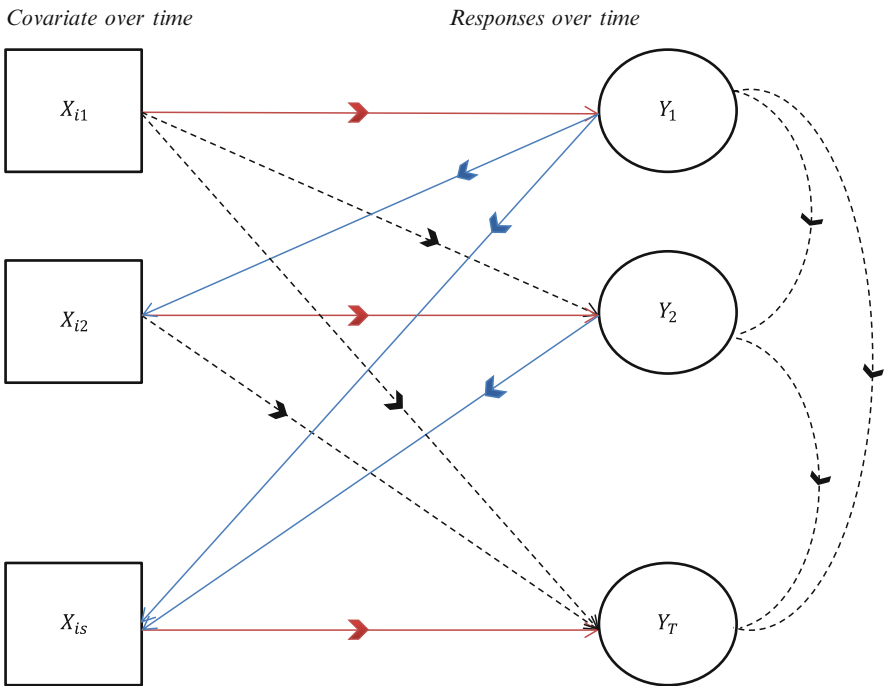 Covariate over time
Responses over time
X_{i1}
Y_1
X_{i2}
Y_2
X_{is}
Y_T